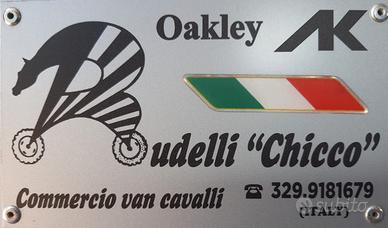 Oakley AK
Budelli "Chicco"
Commercio van cavalli ☎ 329.9181679
(ITALY)
subito